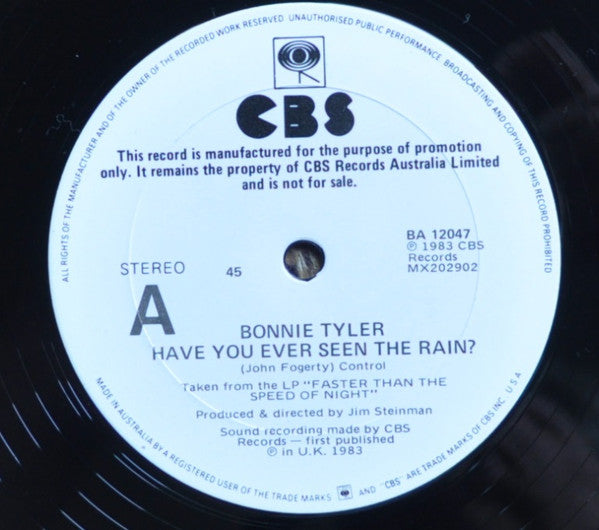 ALL RIGHTS OF THE MANUFACTURER AND OF THE OWNER OF THE RECORDED WORK RESERVED UNAUTHORISED PUBLIC PERFORMANCE, BROADCASTING AND COPYING OF THIS RECORD PROHIBITED
CBS
This record is manufactured for the purpose of promotion
only. It remains the property of CBS Records Australia Limited
and is not for sale.
BA 12047
℗ 1983 CBS
Records
MX202902
STEREO 45
A
BONNIE TYLER
HAVE YOU EVER SEEN THE RAIN?
(John Fogerty) Control
Taken from the LP "FASTER THAN THE
SPEED OF NIGHT"
Produced & directed by Jim Steinman
Sound recording made by CBS
Records — first published
℗ in U.K. 1983
MADE IN AUSTRALIA BY A REGISTERED USER OF THE TRADE MARKS AND "CBS" ARE TRADE MARKS OF CBS INC. U.S.A